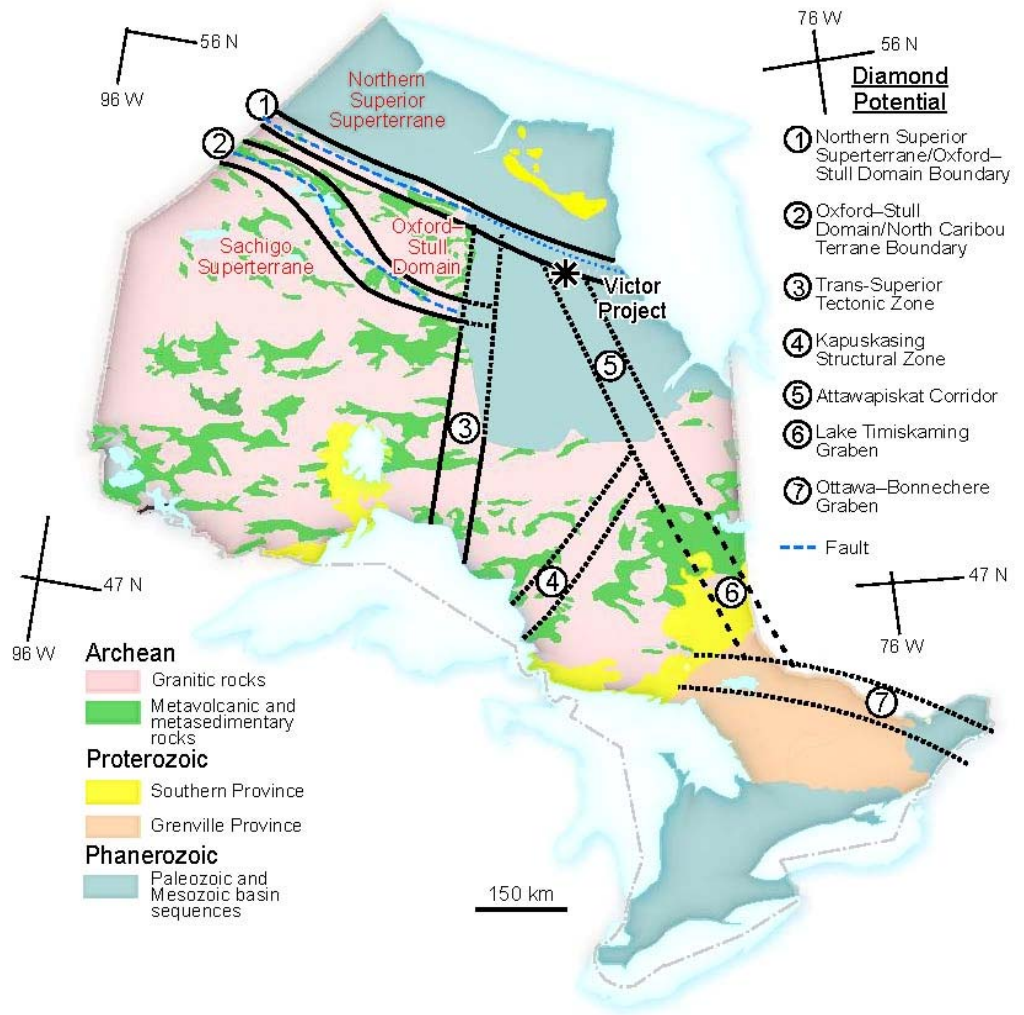 56 N
96 W
76 W
56 N
Northern
Superior
Superterrane
1
2
Oxford–
Stull
Domain
Sachigo
Superterrane
Victor
Project
5
3
4
6
7
Diamond
Potential
1 Northern Superior
Superterrane/Oxford–
Stull Domain Boundary
2 Oxford–Stull
Domain/North Caribou
Terrane Boundary
3 Trans-Superior
Tectonic Zone
4 Kapuskasing
Structural Zone
5 Attawapiskat Corridor
6 Lake Timiskaming
Graben
7 Ottawa–Bonnechere
Graben
Fault
47 N
96 W
47 N
76 W
Archean
Granitic rocks
Metavolcanic and
metasedimentary
rocks
Proterozoic
Southern Province
Grenville Province
Phanerozoic
Paleozoic and
Mesozoic basin
sequences
150 km